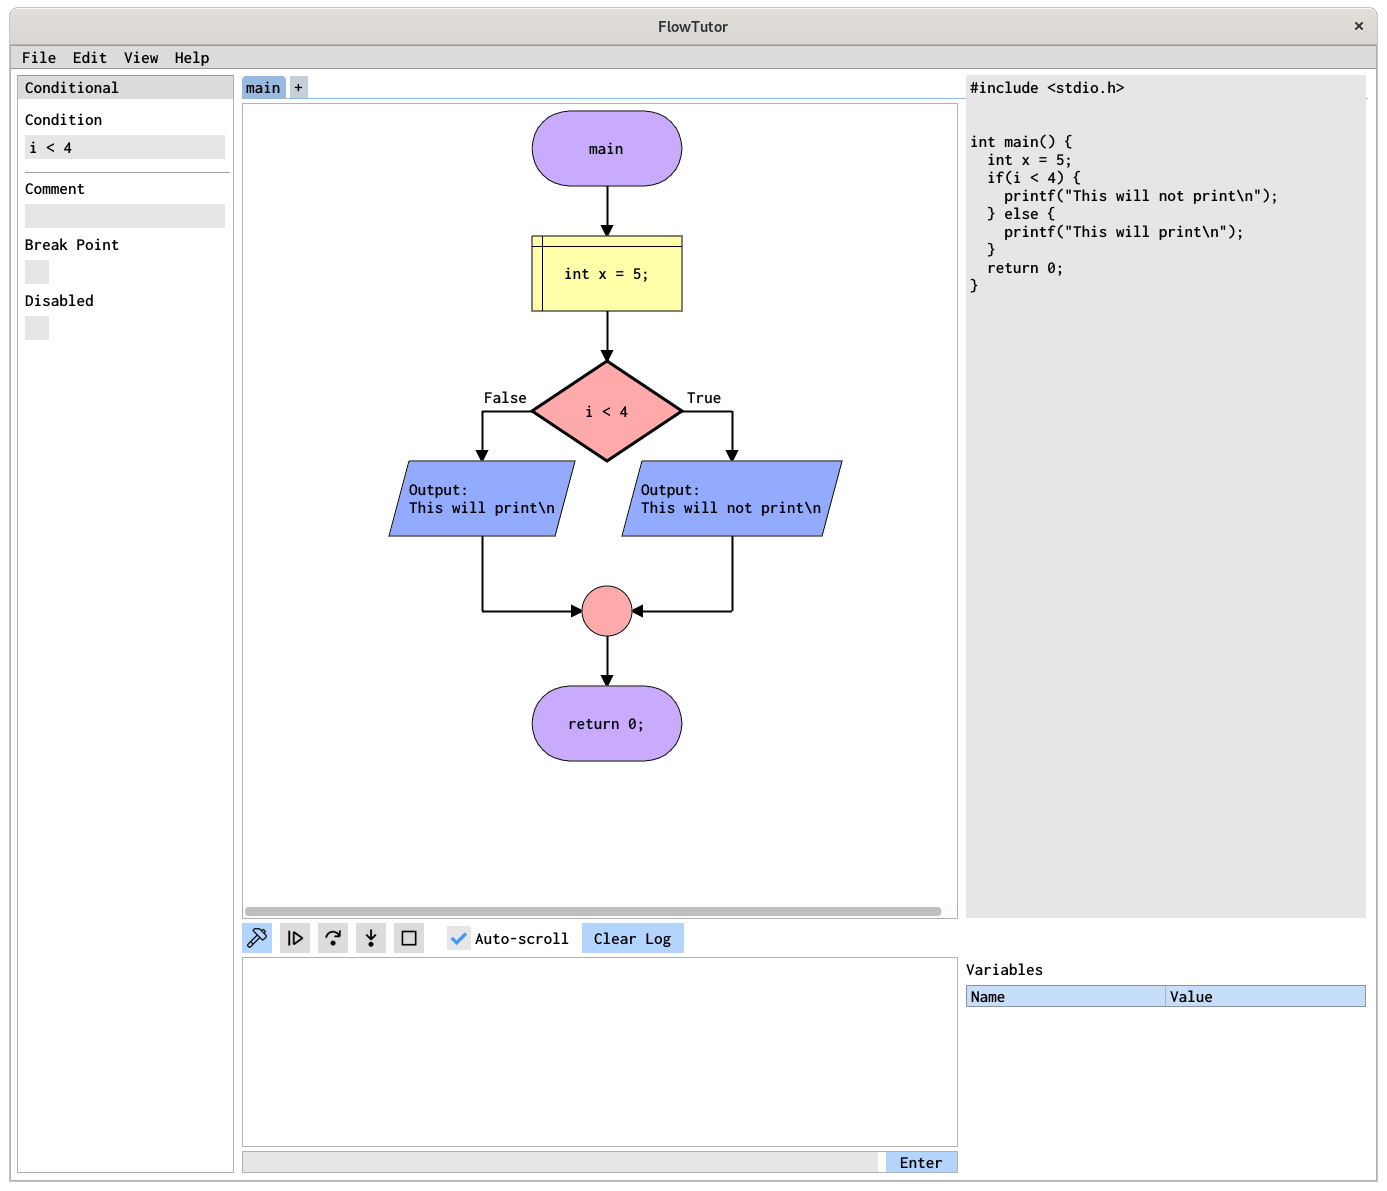 FlowTutor
×
File Edit View Help
Conditional
Condition
i < 4
Comment
Break Point
Disabled
main +
main
int x = 5;
i < 4
False
True
Output:
This will print\n
Output:
This will not print\n
return 0;
#include <stdio.h>
int main() {
  int x = 5;
  if(i < 4) {
    printf("This will not print\n");
  } else {
    printf("This will print\n");
  }
  return 0;
}
Auto-scroll
Clear Log
Enter
Variables
Name Value